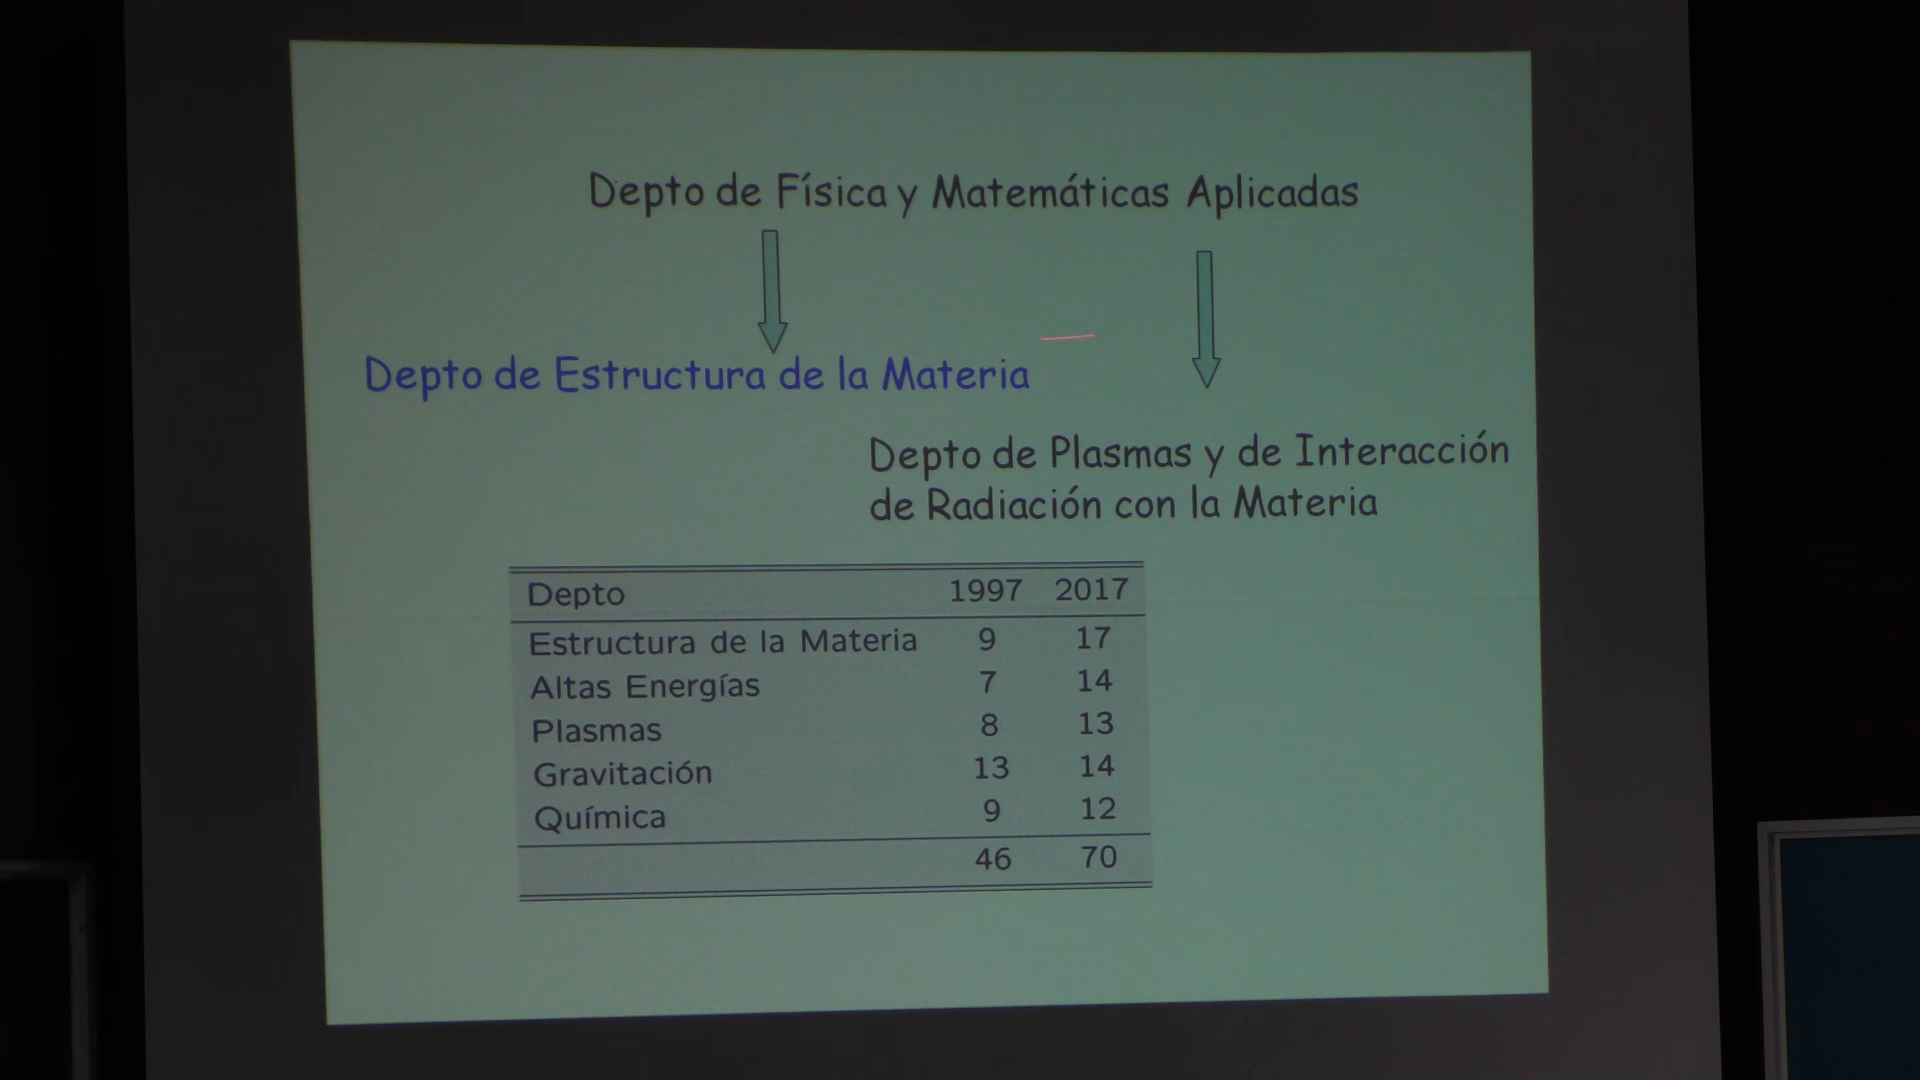 Depto de Física y Matemáticas Aplicadas
Depto de Estructura de la Materia
Depto de Plasmas y de Interacción
de Radiación con la Materia
Depto 1997 2017
Estructura de la Materia 9 17
Altas Energías 7 14
Plasmas 8 13
Gravitación 13 14
Química 9 12
46 70